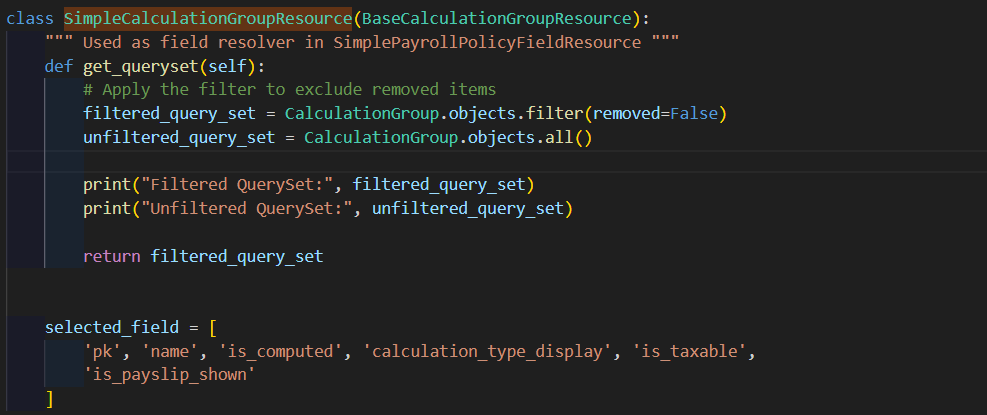 class SimpleCalculationGroupResource(BaseCalculationGroupResource):
    """ Used as field resolver in SimplePayrollPolicyFieldResource """
    def get_queryset(self):
        # Apply the filter to exclude removed items
        filtered_query_set = CalculationGroup.objects.filter(removed=False)
        unfiltered_query_set = CalculationGroup.objects.all()
        print("Filtered QuerySet:", filtered_query_set)
        print("Unfiltered QuerySet:", unfiltered_query_set)
        return filtered_query_set
    selected_field = [
        'pk', 'name', 'is_computed', 'calculation_type_display', 'is_taxable',
        'is_payslip_shown'
    ]